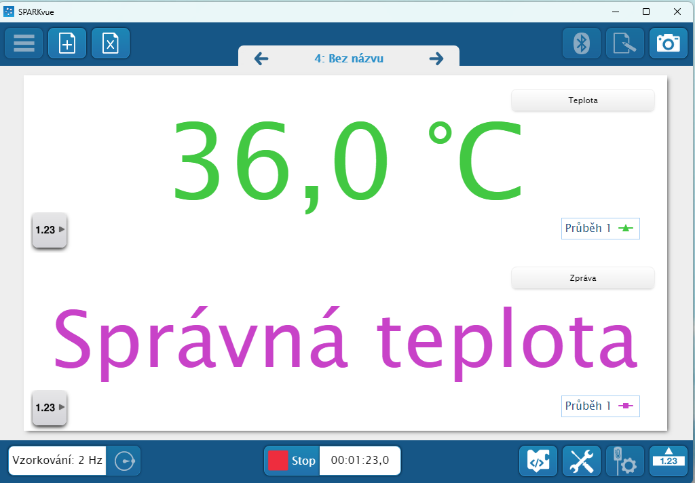 SPARKvue
4: Bez názvu
Teplota
36,0 °C
1.23
Průběh 1
Zpráva
Správná teplota
1.23
Průběh 1
Vzorkování: 2 Hz
Stop
00:01:23,0
1.23